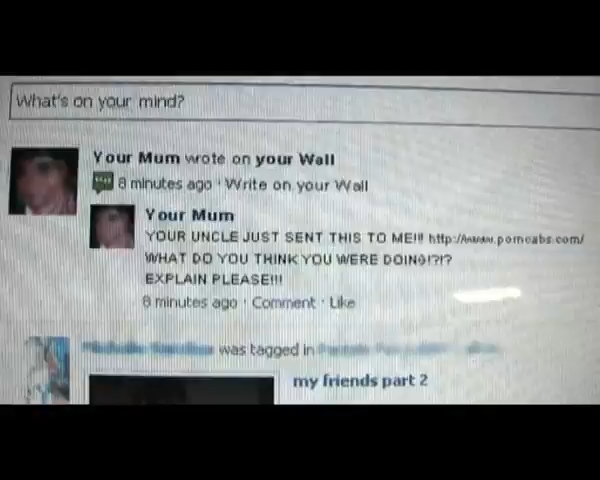 What's on your mind?
Your Mum wrote on your Wall
8 minutes ago · Write on your Wall
Your Mum
YOUR UNCLE JUST SENT THIS TO ME!!! http://www.porncabs.com/
WHAT DO YOU THINK YOU WERE DOING!?!?
EXPLAIN PLEASE!!!
8 minutes ago · Comment · Like
was tagged in
my friends part 2